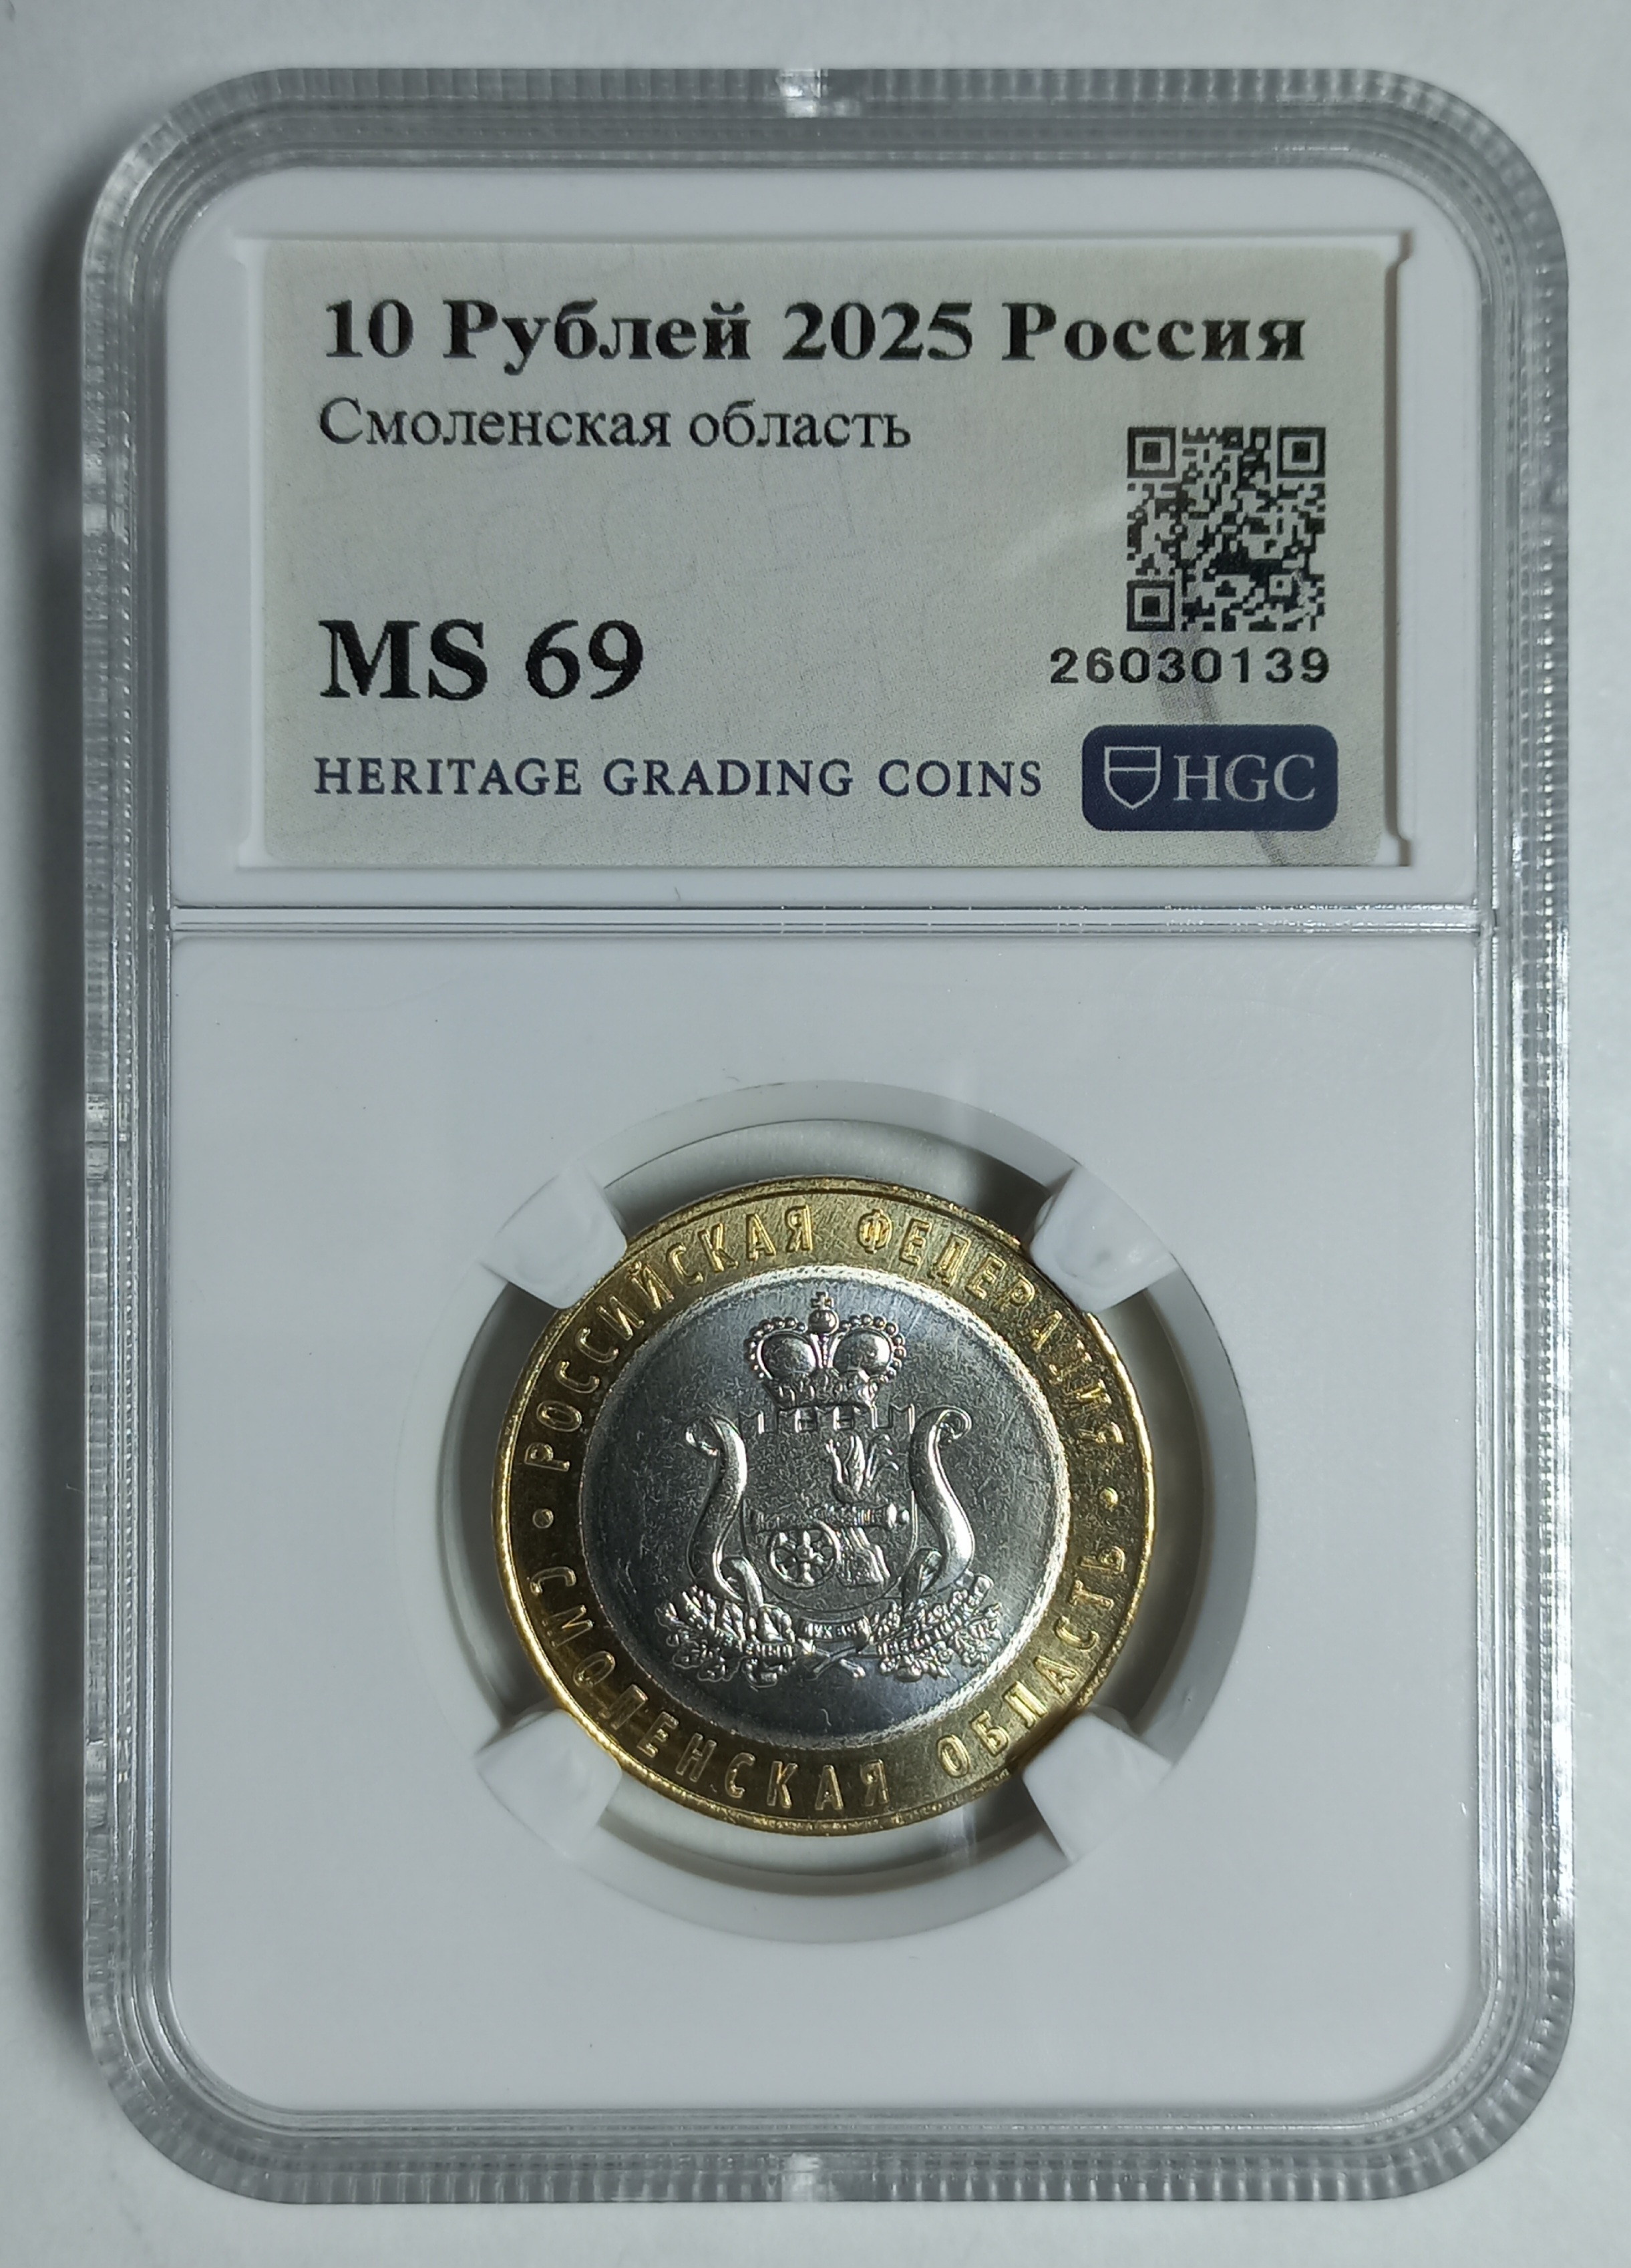 10 Рублей 2025 Россия
Смоленская область
MS 69
26030139
HERITAGE GRADING COINS
HGC
• РОССИЙСКАЯ ФЕДЕРАЦИЯ •
СМОЛЕНСКАЯ ОБЛАСТЬ